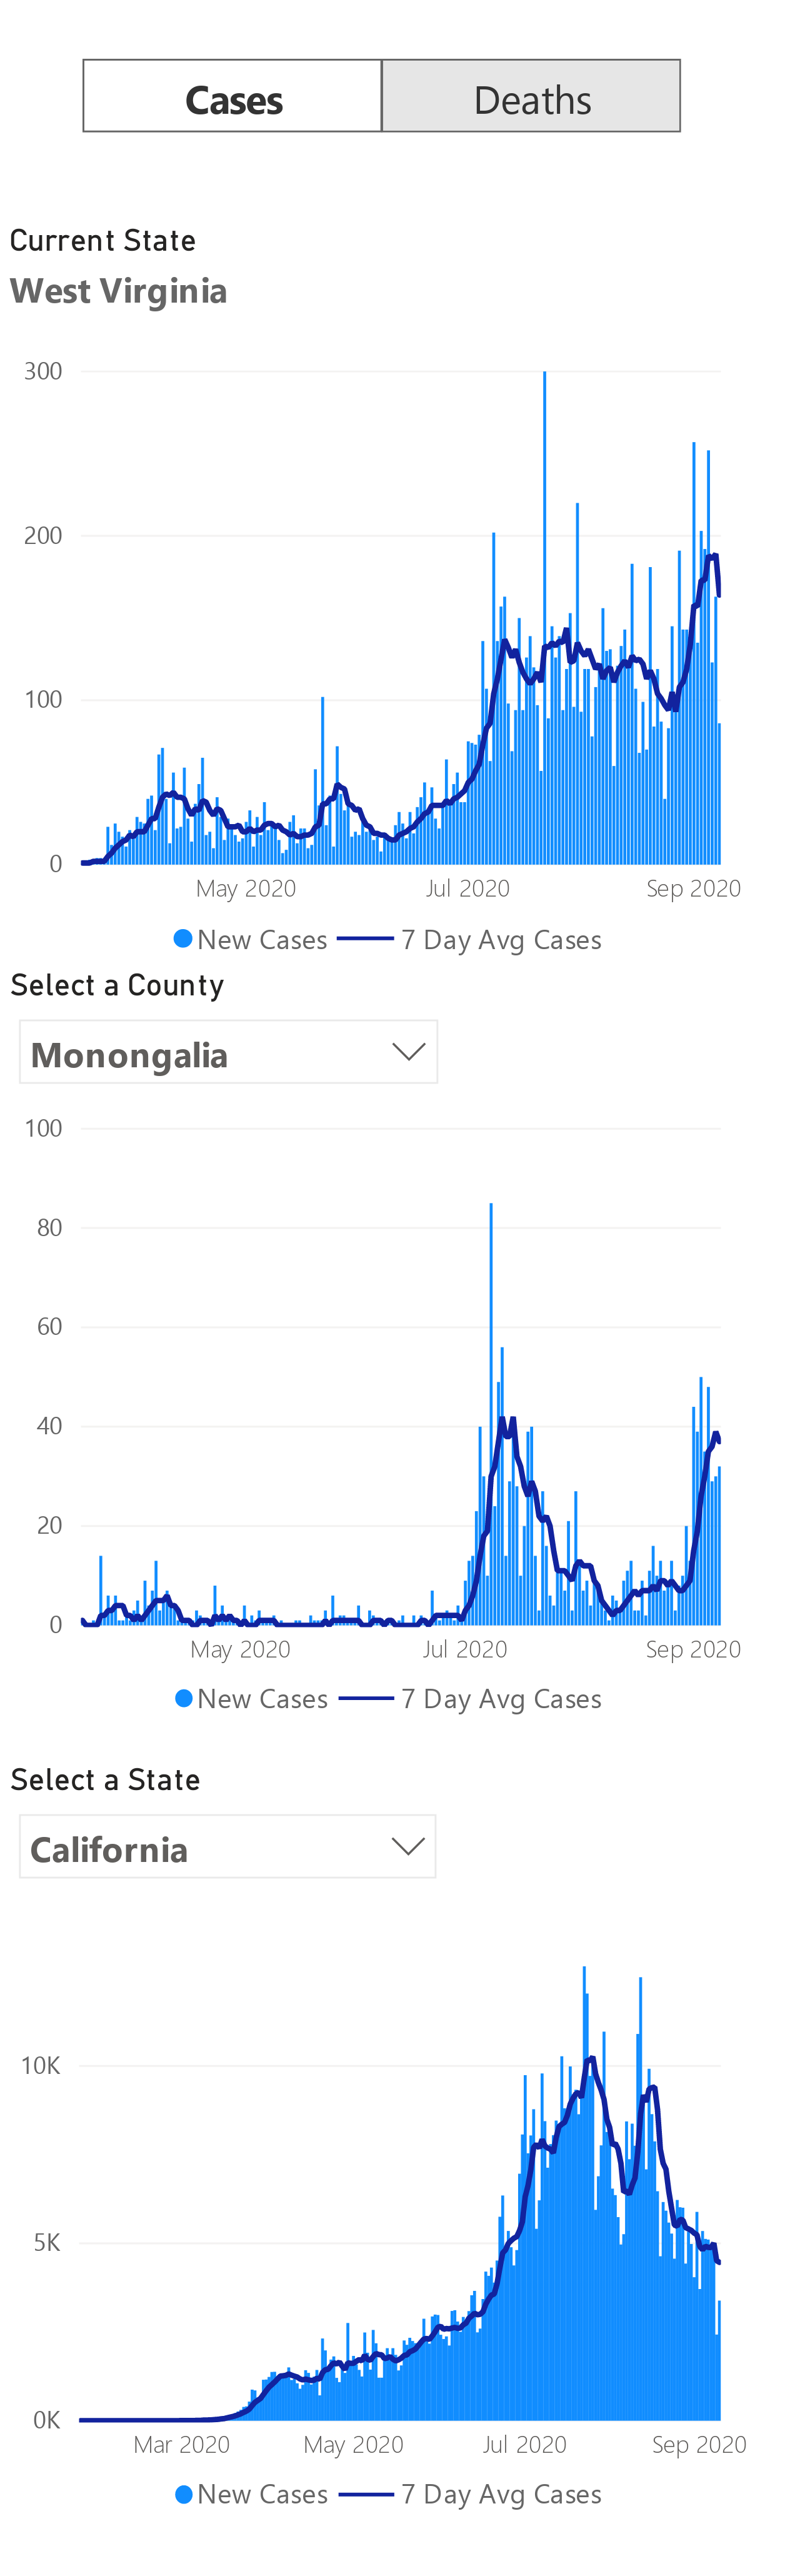 Cases Deaths
Current State
West Virginia
300
200
100
0
May 2020 Jul 2020 Sep 2020
New Cases 7 Day Avg Cases
Select a County
Monongalia
100
80
60
40
20
0
May 2020 Jul 2020 Sep 2020
New Cases 7 Day Avg Cases
Select a State
California
10K
5K
0K
Mar 2020 May 2020 Jul 2020 Sep 2020
New Cases 7 Day Avg Cases